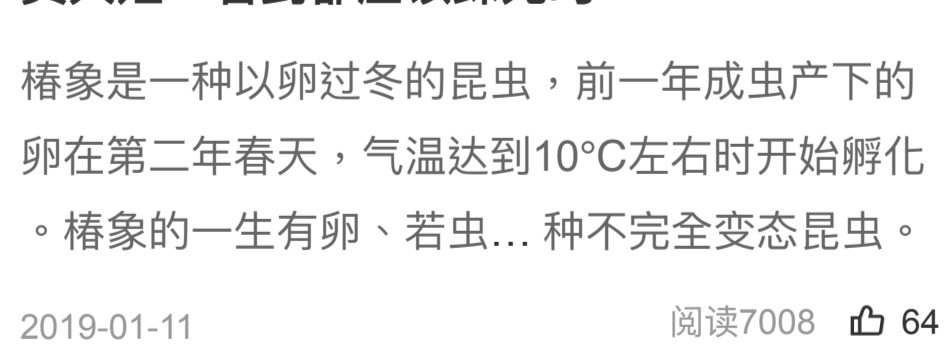 椿象是一种以卵过冬的昆虫，前一年成虫产下的
卵在第二年春天，气温达到10°C左右时开始孵化
。椿象的一生有卵、若虫... 种不完全变态昆虫。
2019-01-11 阅读7008 64